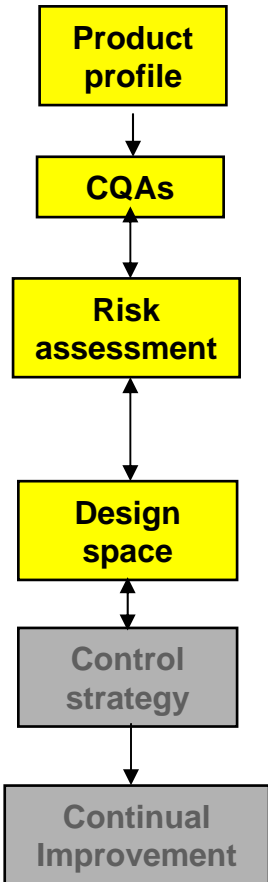 Product
profile
CQAs
Risk
assessment
Design
space
Control
strategy
Continual
Improvement